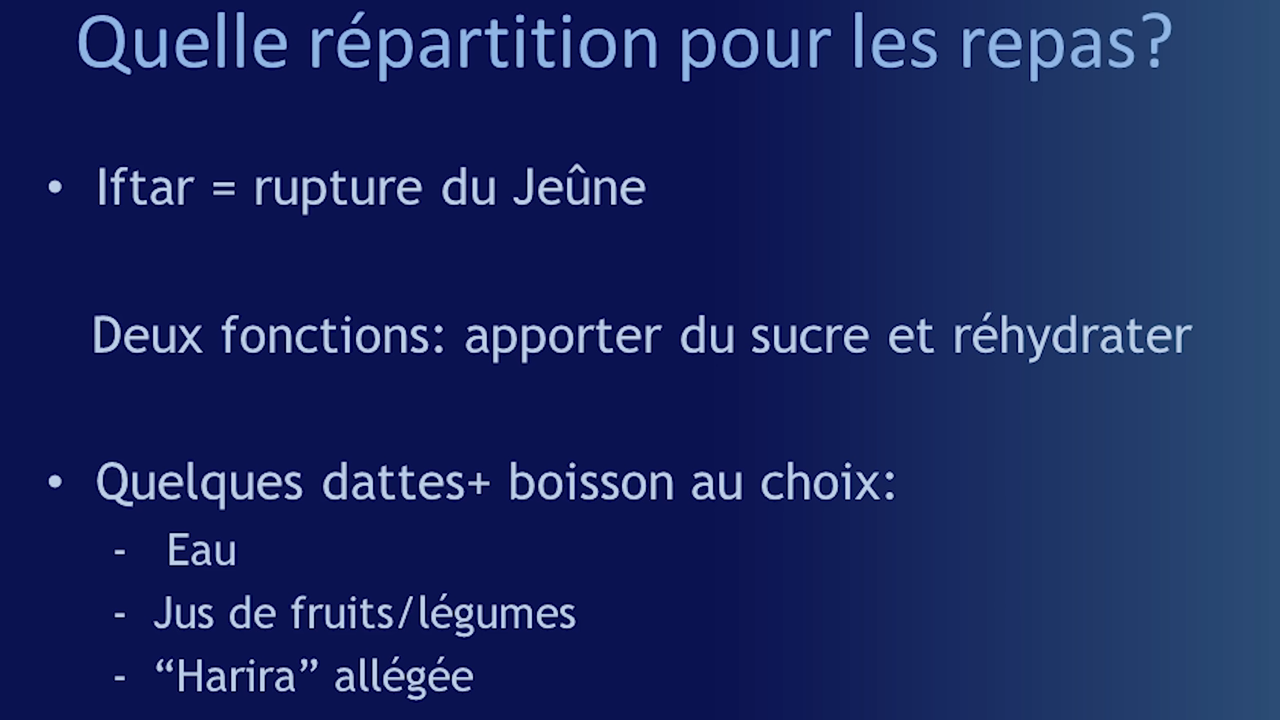 Quelle répartition pour les repas?
• Iftar = rupture du Jeûne
Deux fonctions: apporter du sucre et réhydrater
• Quelques dattes+ boisson au choix:
- Eau
- Jus de fruits/légumes
- “Harira” allégée